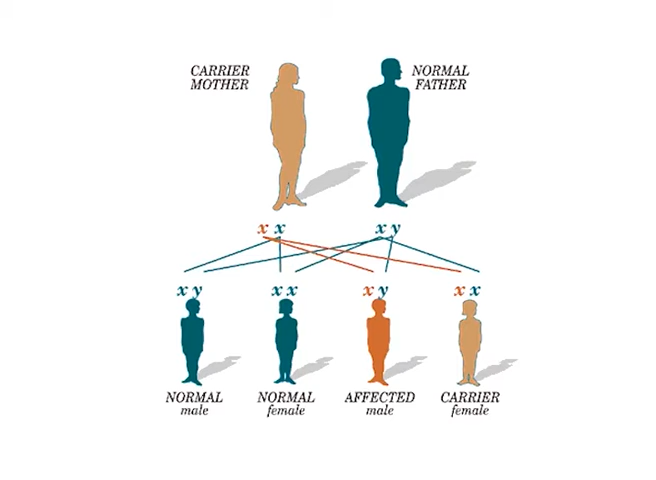 CARRIER
MOTHER
NORMAL
FATHER
x x
x y
x y
x x
x y
x x
NORMAL
male
NORMAL
female
AFFECTED
male
CARRIER
female